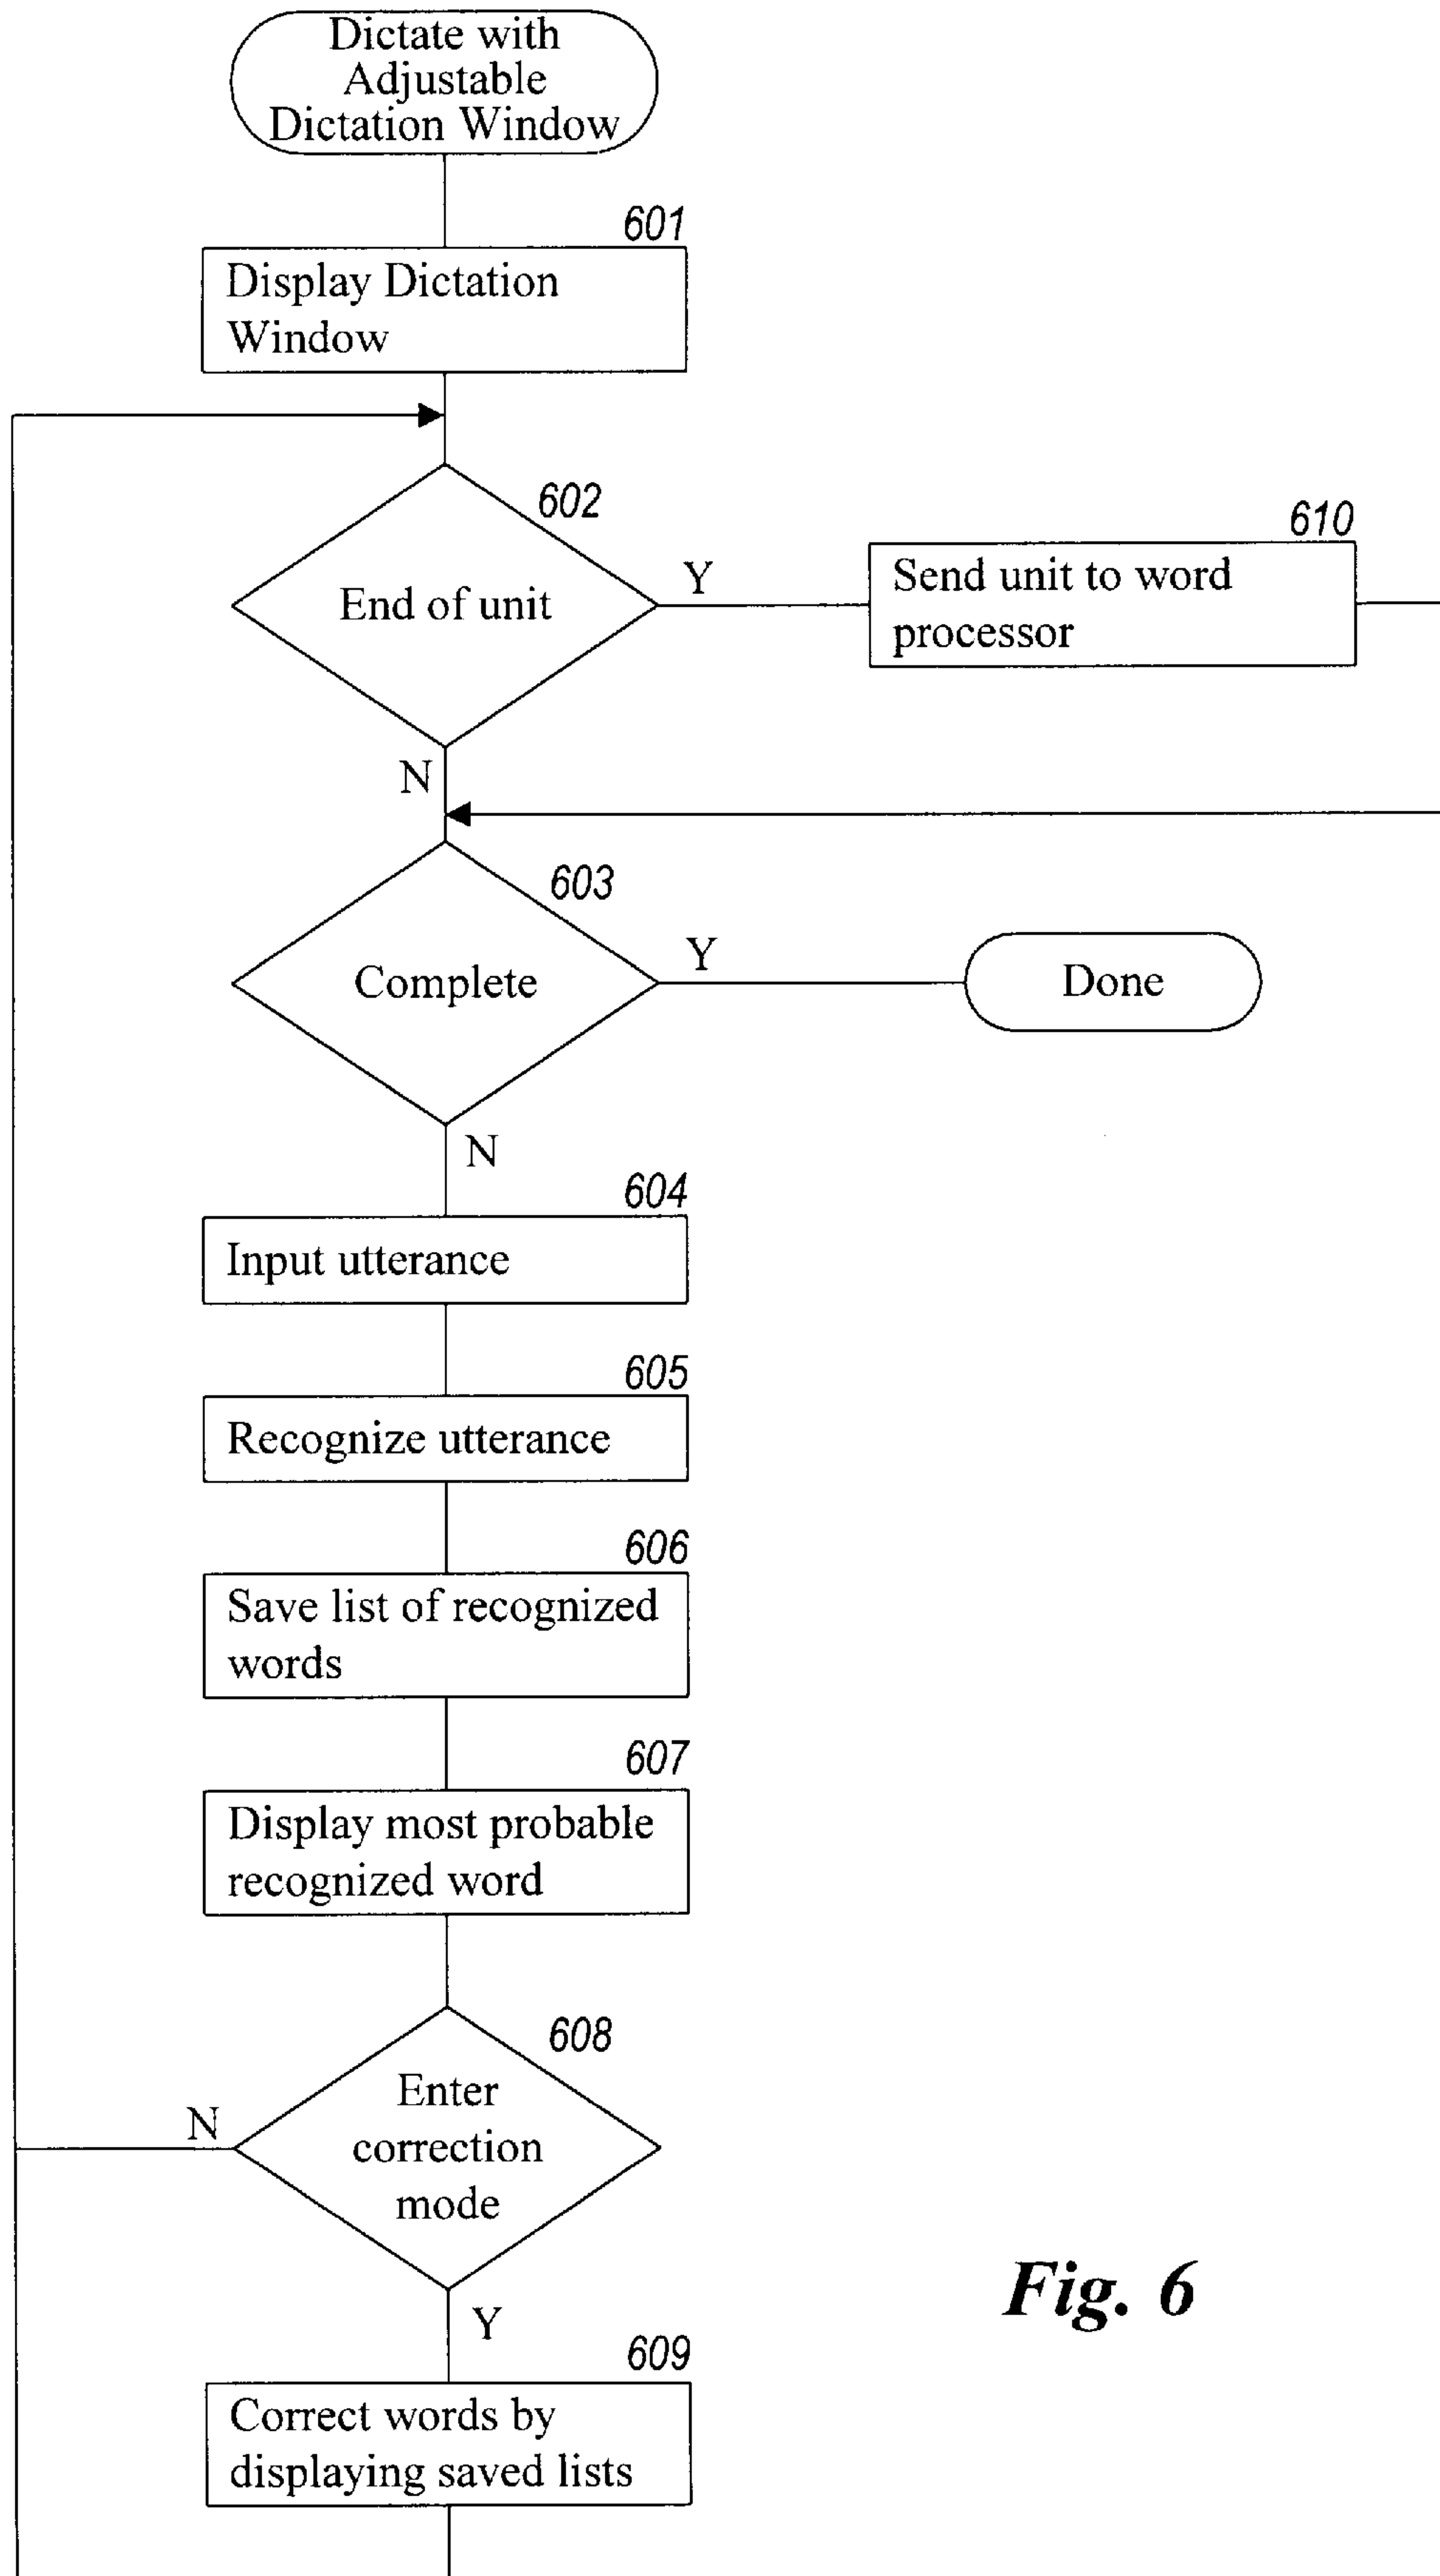 Dictate with
Adjustable
Dictation Window
601
Display Dictation
Window
602
End of unit
Y
610
Send unit to word
processor
N
603
Complete
Y
Done
N
604
Input utterance
605
Recognize utterance
606
Save list of recognized
words
607
Display most probable
recognized word
608
Enter
correction
mode
N
Y
609
Correct words by
displaying saved lists
Fig. 6